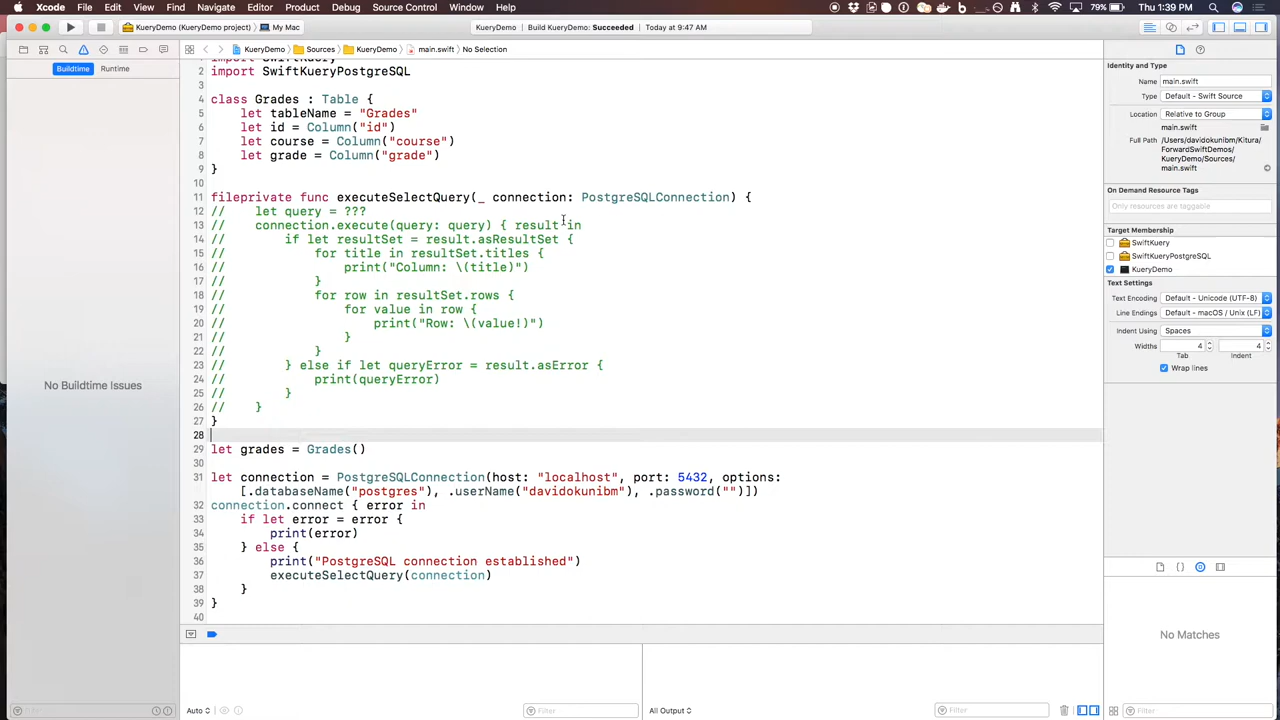 Xcode File Edit View Find Navigate Editor Product Debug Source Control Window Help
79% Thu 1:39 PM
KueryDemo (KueryDemo project) My Mac
KueryDemo Build KueryDemo: Succeeded Today at 9:47 AM
KueryDemo Sources KueryDemo main.swift No Selection
Buildtime Runtime
No Buildtime Issues
import SwiftKuery
2 import SwiftKueryPostgreSQL
3
4 class Grades : Table {
5 let tableName = "Grades"
6 let id = Column("id")
7 let course = Column("course")
8 let grade = Column("grade")
9 }
10
11 fileprivate func executeSelectQuery(_ connection: PostgreSQLConnection) {
12 // let query = ???
13 // connection.execute(query: query) { result in
14 // if let resultSet = result.asResultSet {
15 // for title in resultSet.titles {
16 // print("Column: \(title)")
17 // }
18 // for row in resultSet.rows {
19 // for value in row {
20 // print("Row: \(value!)")
21 // }
22 // }
23 // } else if let queryError = result.asError {
24 // print(queryError)
25 // }
26 // }
27 }
28
29 let grades = Grades()
30
31 let connection = PostgreSQLConnection(host: "localhost", port: 5432, options:
[.databaseName("postgres"), .userName("davidokunibm"), .password("")])
32 connection.connect { error in
33 if let error = error {
34 print(error)
35 } else {
36 print("PostgreSQL connection established")
37 executeSelectQuery(connection)
38 }
39 }
40
Auto
Filter
All Output
Filter
Identity and Type
Name main.swift
Type Default - Swift Source
Location Relative to Group
main.swift
Full Path /Users/davidokunibm/Kitura/
ForwardSwiftDemos/
KueryDemo/Sources/
main.swift
On Demand Resource Tags
Only resources are taggable
Target Membership
SwiftKuery
SwiftKueryPostgreSQL
KueryDemo
Text Settings
Text Encoding Default - Unicode (UTF-8)
Line Endings Default - macOS / Unix (LF)
Indent Using Spaces
Widths 4 4
Tab Indent
Wrap lines
No Matches
Filter